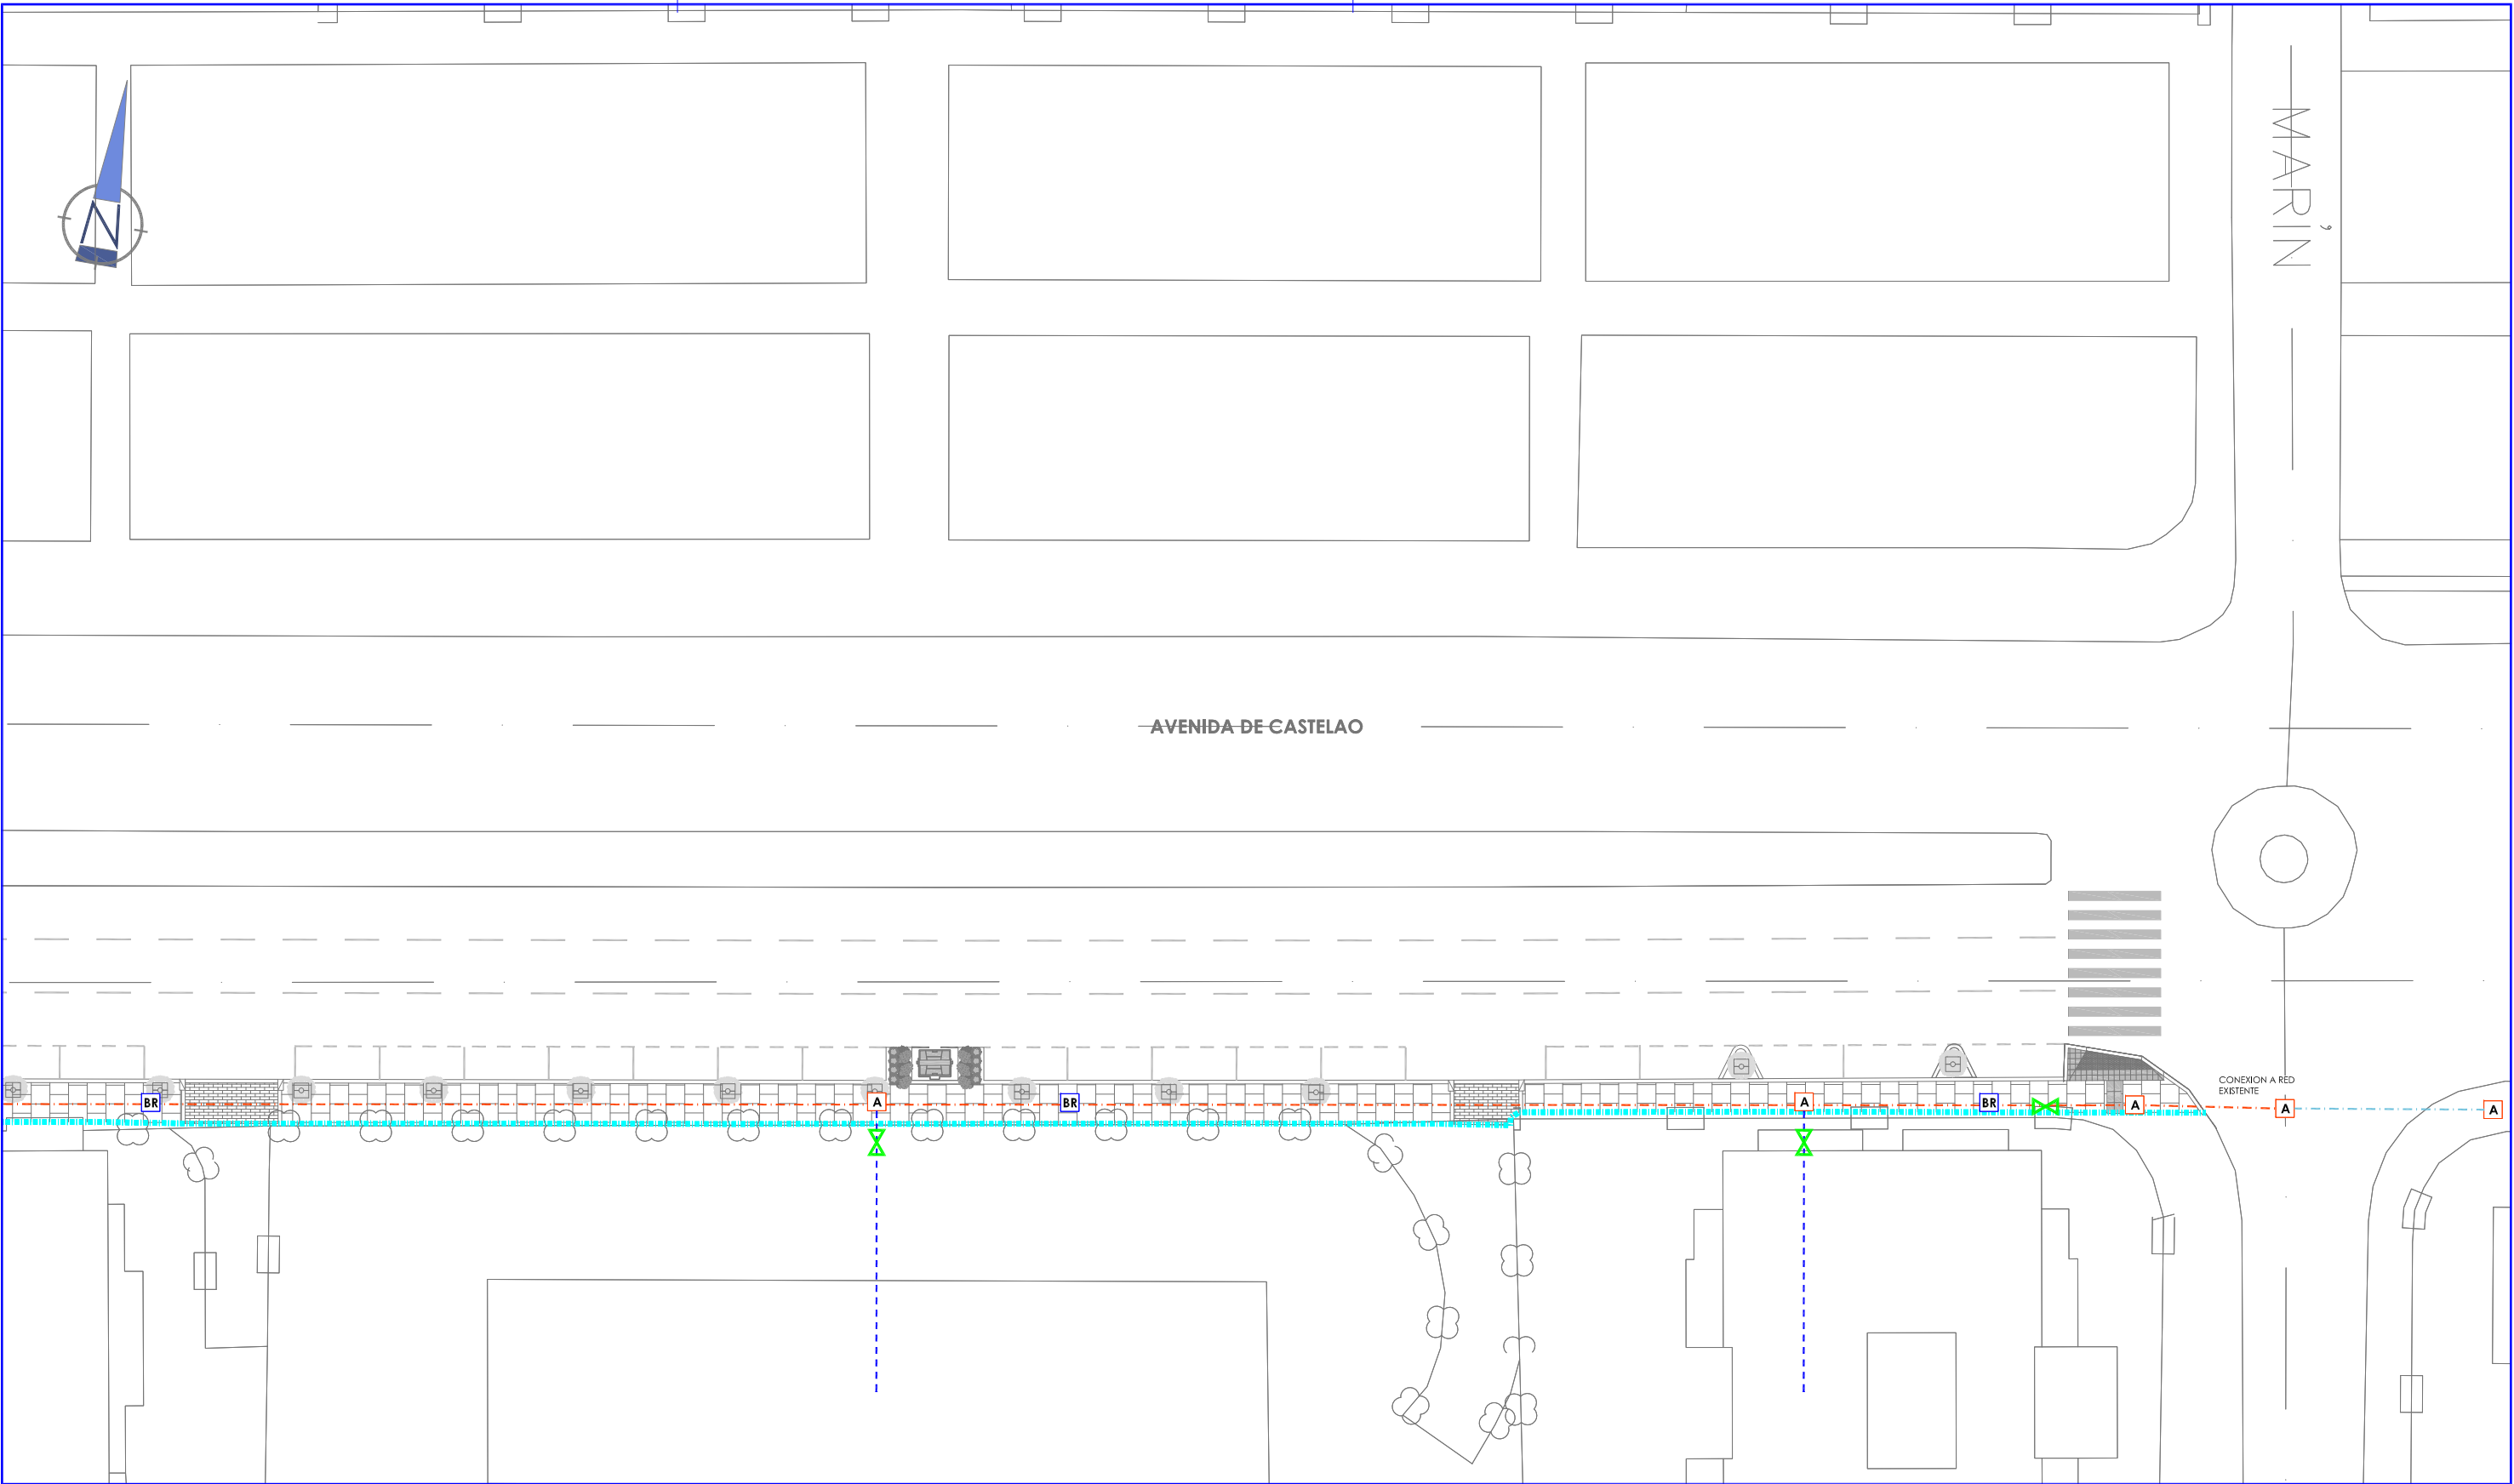 N
MARÍN
AVENIDA DE CASTELAO
CONEXION A RED
EXISTENTE
BR
A
BR
A
BR
A
A
A